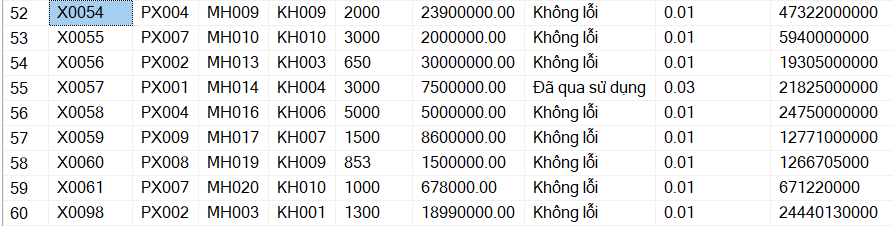 52 X0054 PX004 MH009 KH009 2000 23900000.00 Không lỗi 0.01 47322000000
53 X0055 PX007 MH010 KH010 3000 2000000.00 Không lỗi 0.01 5940000000
54 X0056 PX002 MH013 KH003 650 30000000.00 Không lỗi 0.01 19305000000
55 X0057 PX001 MH014 KH004 3000 7500000.00 Đã qua sử dụng 0.03 21825000000
56 X0058 PX004 MH016 KH006 5000 5000000.00 Không lỗi 0.01 24750000000
57 X0059 PX009 MH017 KH007 1500 8600000.00 Không lỗi 0.01 12771000000
58 X0060 PX008 MH019 KH009 853 1500000.00 Không lỗi 0.01 1266705000
59 X0061 PX007 MH020 KH010 1000 678000.00 Không lỗi 0.01 671220000
60 X0098 PX002 MH003 KH001 1300 18990000.00 Không lỗi 0.01 24440130000